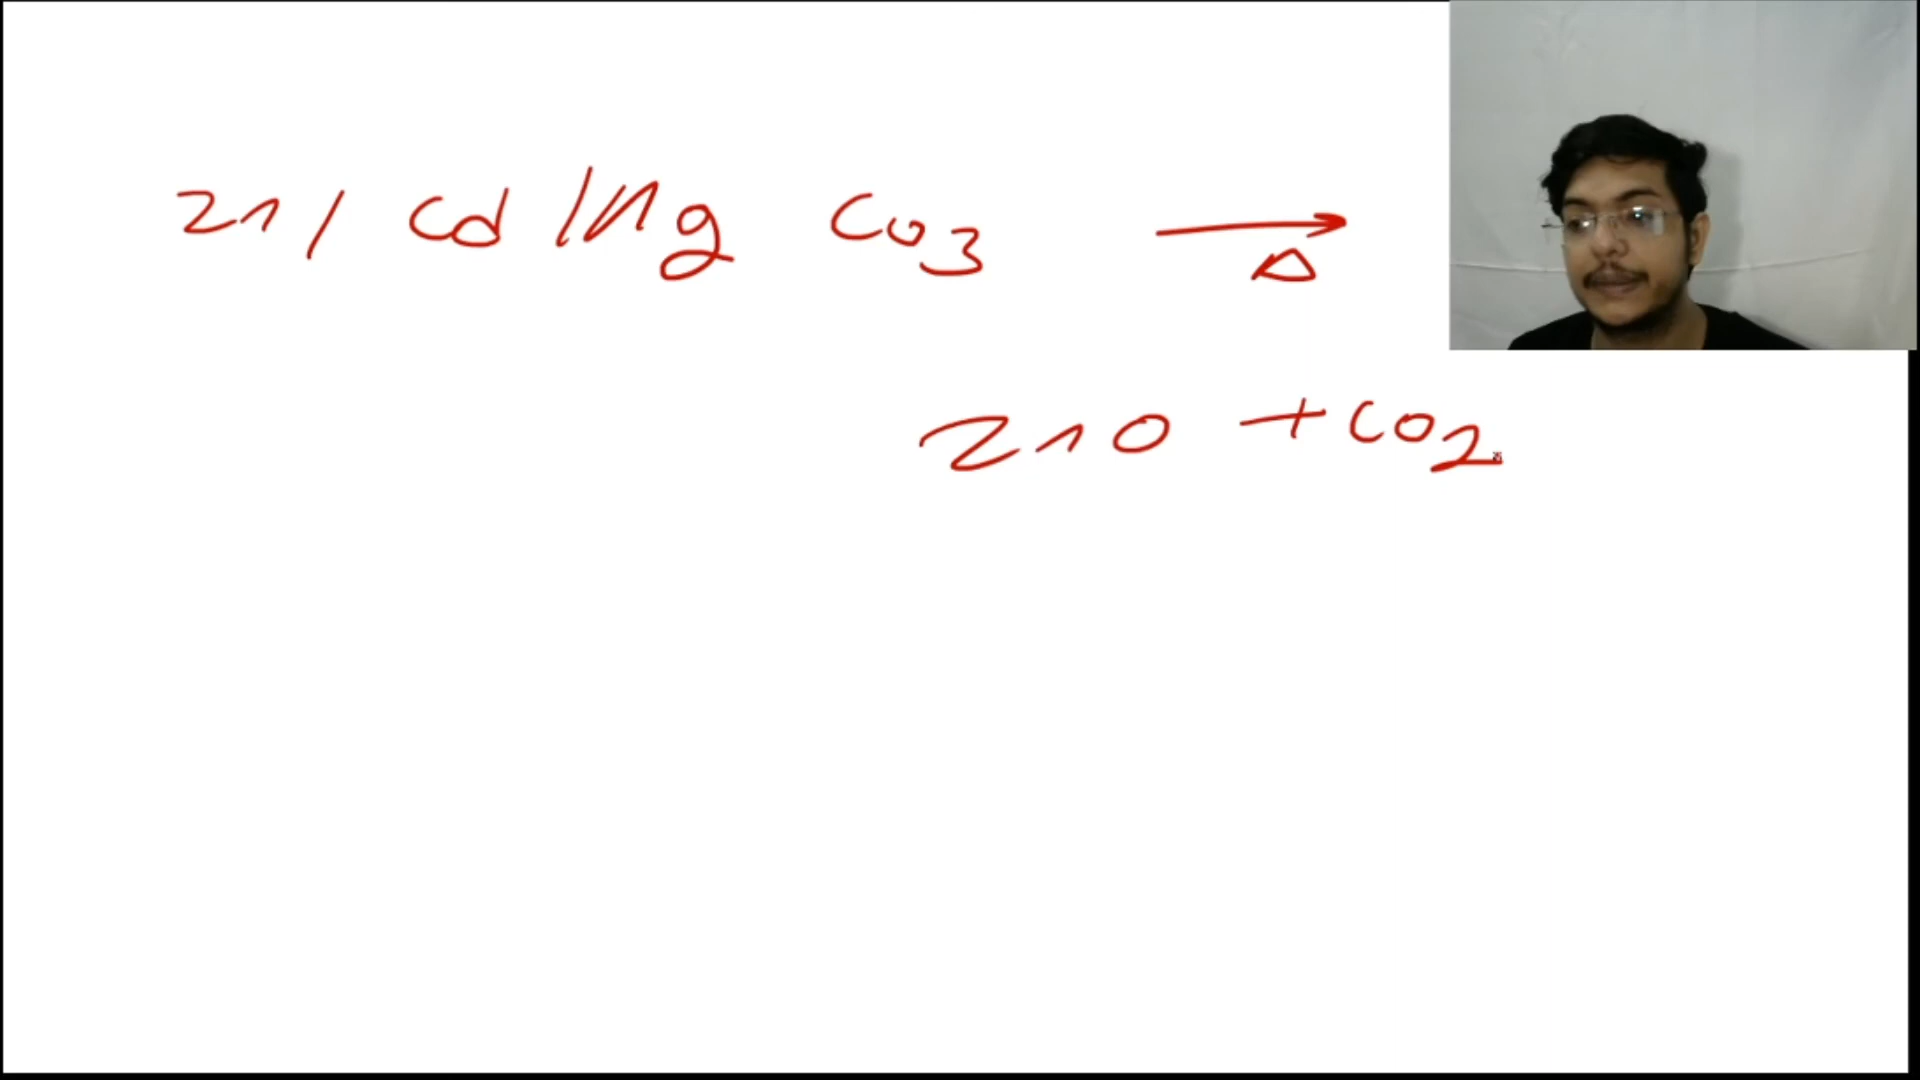 Zn / Cd / Mg CO3 → Δ
ZnO + CO2